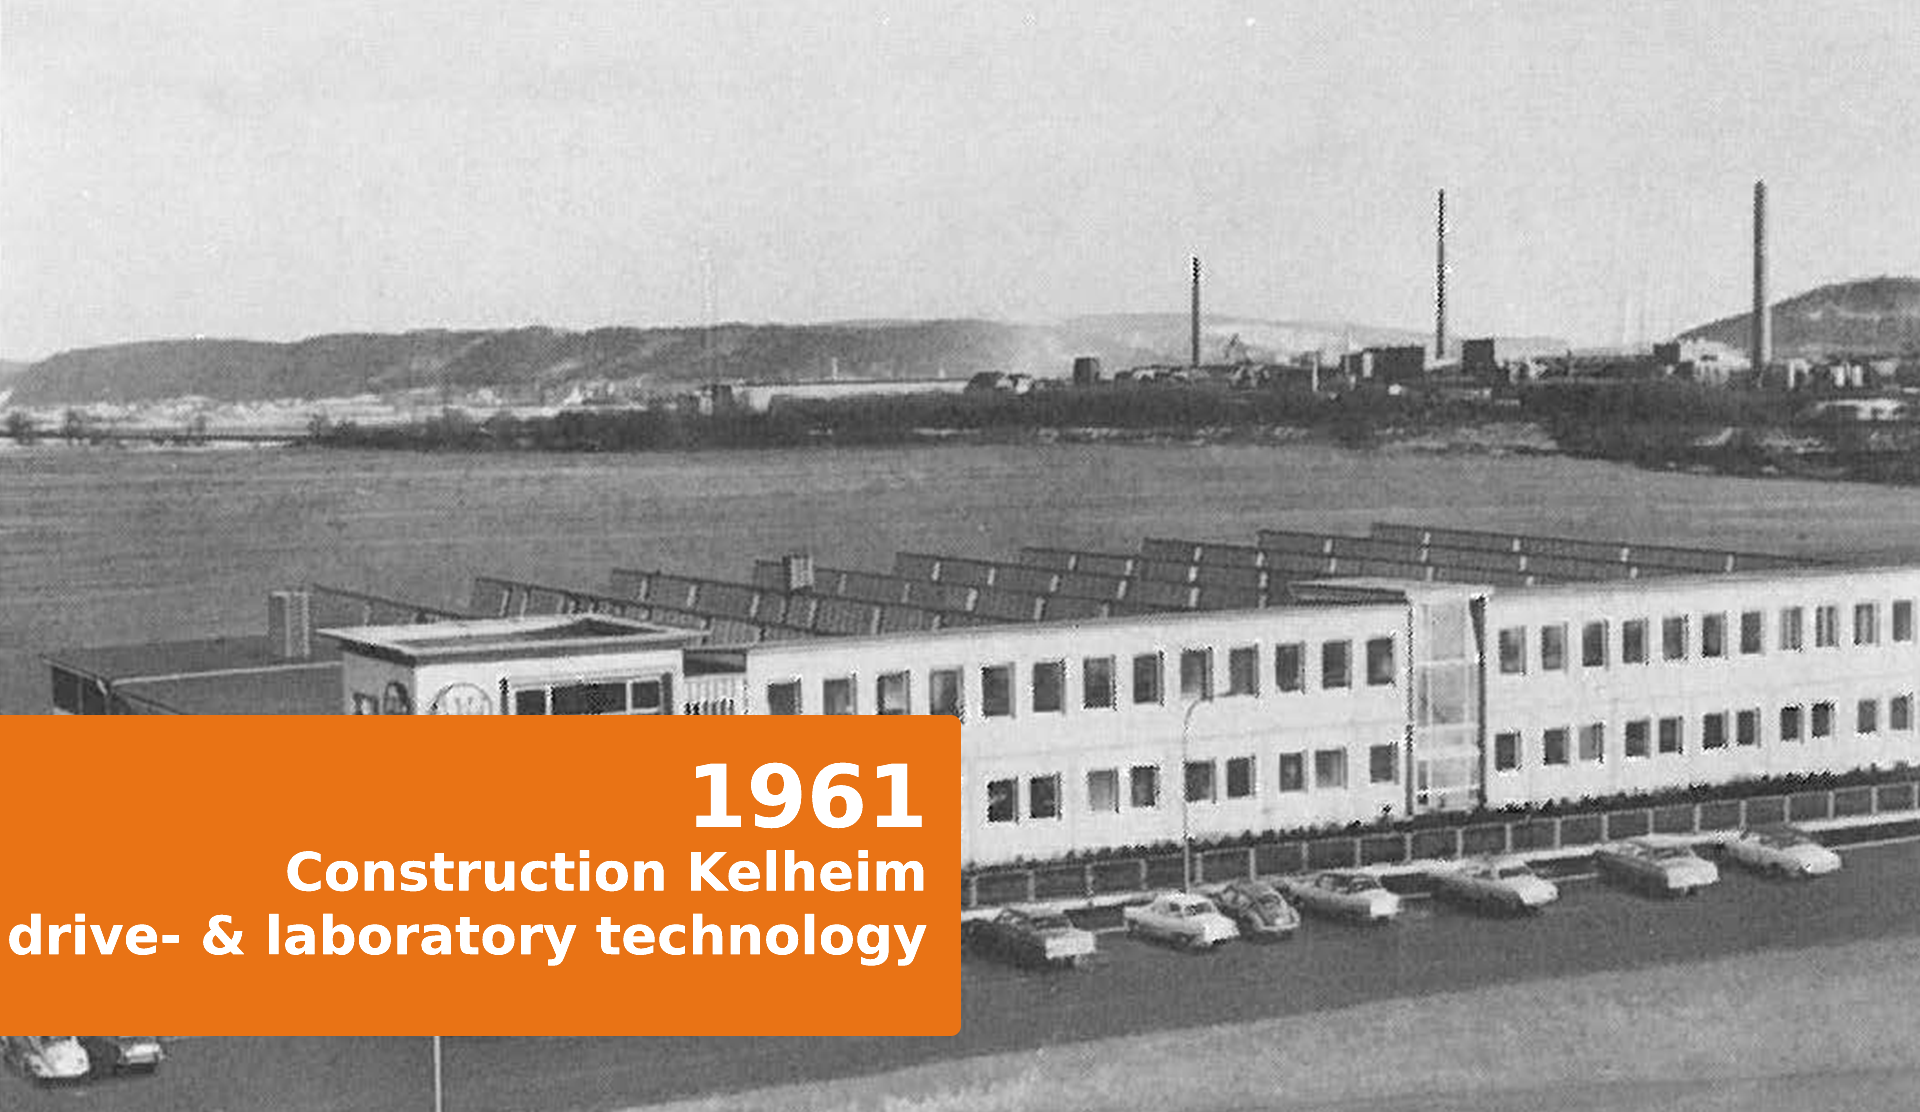 1961
Construction Kelheim
drive- & laboratory technology